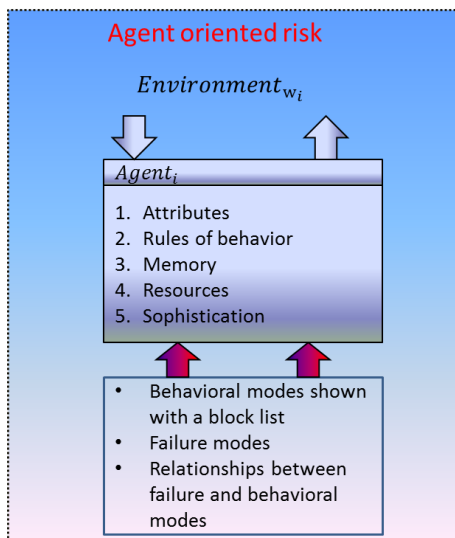 Agent oriented risk
Environment_{w_i}
Agent_i
1. Attributes
2. Rules of behavior
3. Memory
4. Resources
5. Sophistication
• Behavioral modes shown
with a block list
• Failure modes
• Relationships between
failure and behavioral
modes